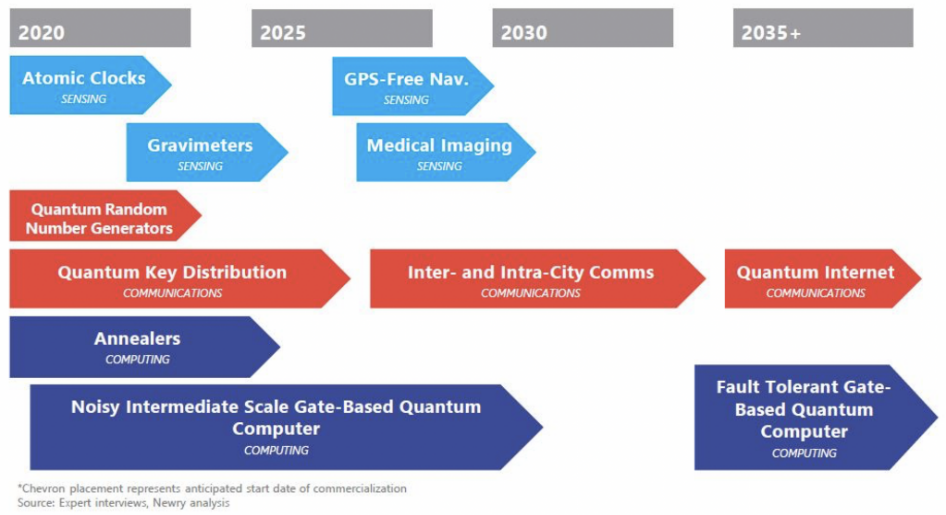 2020
2025
2030
2035+
Atomic Clocks
SENSING
GPS-Free Nav.
SENSING
Gravimeters
SENSING
Medical Imaging
SENSING
Quantum Random
Number Generators
Quantum Key Distribution
COMMUNICATIONS
Inter- and Intra-City Comms
COMMUNICATIONS
Quantum Internet
COMMUNICATIONS
Annealers
COMPUTING
Noisy Intermediate Scale Gate-Based Quantum
Computer
COMPUTING
Fault Tolerant Gate-
Based Quantum
Computer
COMPUTING
*Chevron placement represents anticipated start date of commercialization
Source: Expert interviews, Newry analysis